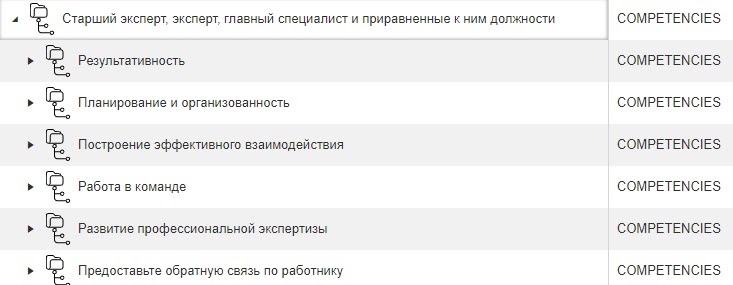 Старший эксперт, эксперт, главный специалист и приравненные к ним должности COMPETENCIES
Результативность COMPETENCIES
Планирование и организованность COMPETENCIES
Построение эффективного взаимодействия COMPETENCIES
Работа в команде COMPETENCIES
Развитие профессиональной экспертизы COMPETENCIES
Предоставьте обратную связь по работнику COMPETENCIES